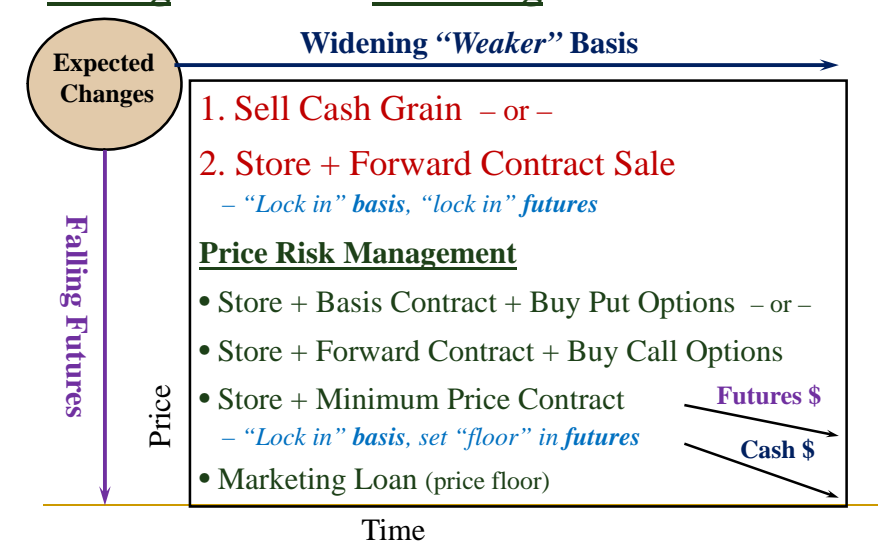 Widening “Weaker” Basis
Expected
Changes
1. Sell Cash Grain – or –
2. Store + Forward Contract Sale
– “Lock in” basis, “lock in” futures
Price Risk Management
• Store + Basis Contract + Buy Put Options – or –
• Store + Forward Contract + Buy Call Options
• Store + Minimum Price Contract
– “Lock in” basis, set “floor” in futures
• Marketing Loan (price floor)
Futures $
Cash $
Falling Futures
Price
Time